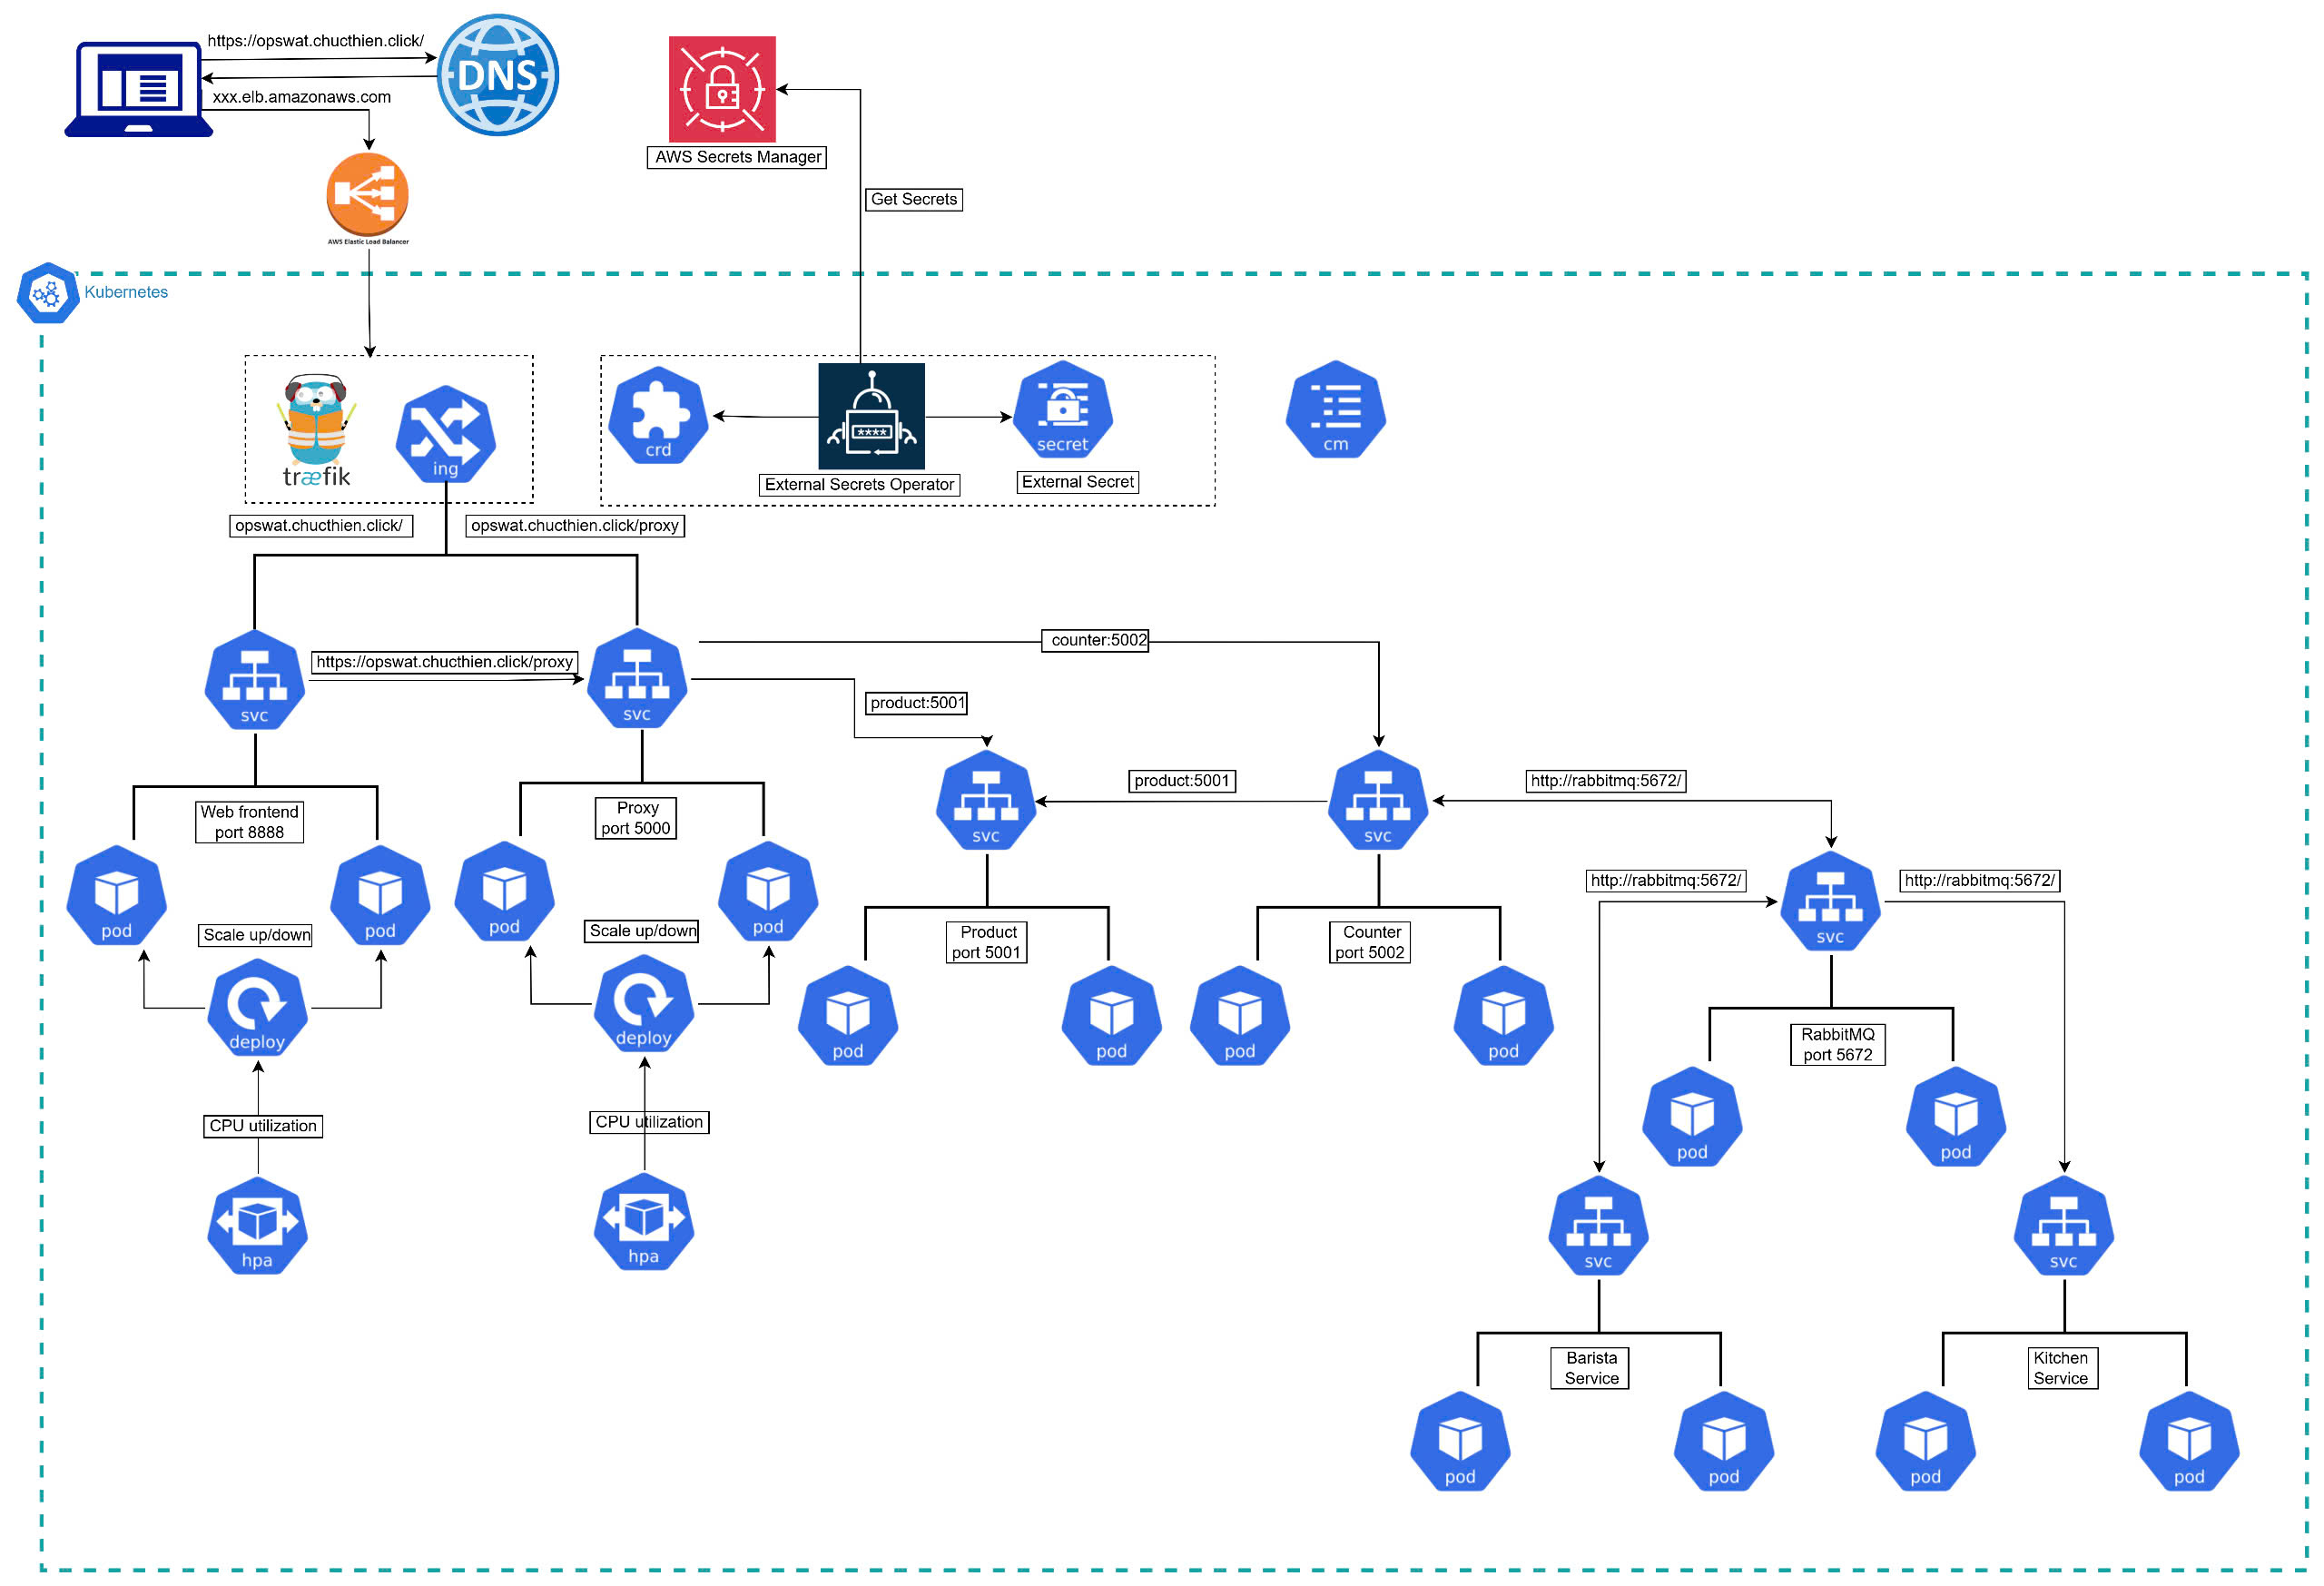 https://opswat.chucthien.click/
DNS
xxx.elb.amazonaws.com
AWS Secrets Manager
Get Secrets
AWS Elastic Load Balancer
Kubernetes
træfik
ing
crd
****
External Secrets Operator
secret
External Secret
cm
opswat.chucthien.click/
opswat.chucthien.click/proxy
svc
https://opswat.chucthien.click/proxy
svc
counter:5002
product:5001
Web frontend
port 8888
Proxy
port 5000
svc
product:5001
svc
http://rabbitmq:5672/
pod
pod
pod
pod
http://rabbitmq:5672/
svc
http://rabbitmq:5672/
Scale up/down
Scale up/down
Product
port 5001
Counter
port 5002
deploy
deploy
pod
pod
pod
pod
RabbitMQ
port 5672
CPU utilization
CPU utilization
pod
pod
hpa
hpa
svc
svc
Barista
Service
Kitchen
Service
pod
pod
pod
pod